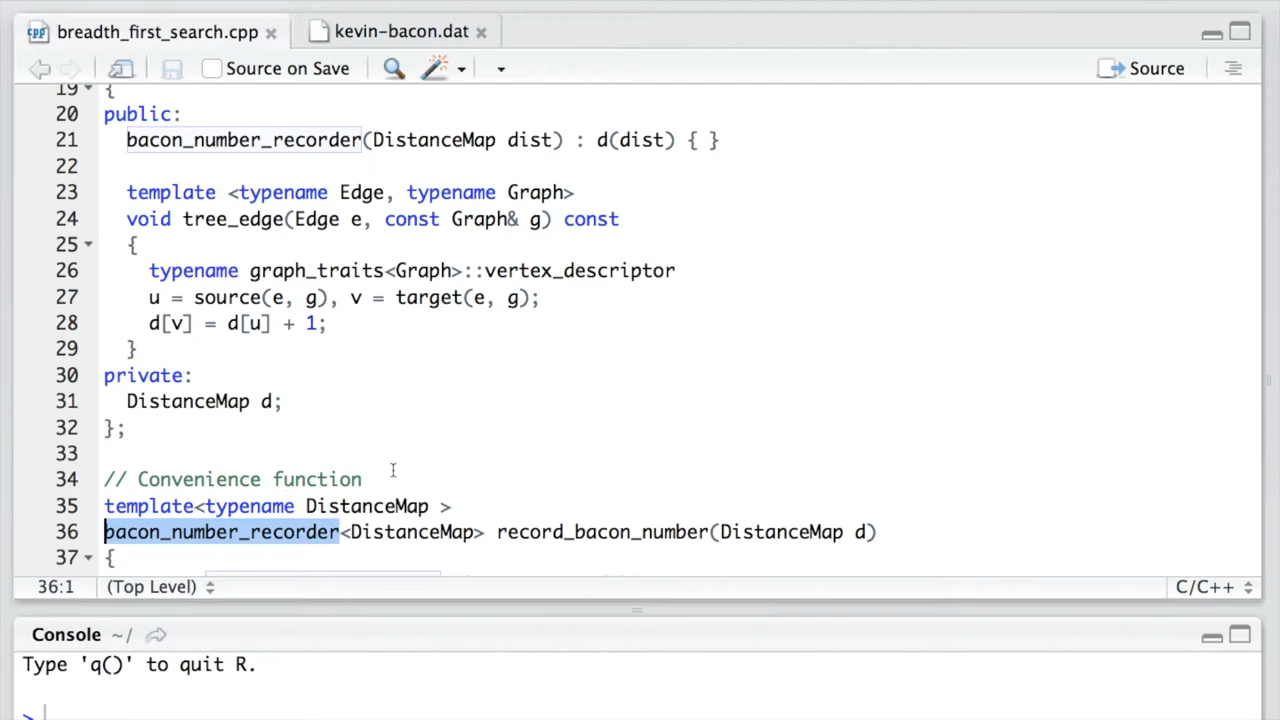 breadth_first_search.cpp kevin-bacon.dat
Source on Save Source
19 {
20 public:
21 bacon_number_recorder(DistanceMap dist) : d(dist) { }
22
23 template <typename Edge, typename Graph>
24 void tree_edge(Edge e, const Graph& g) const
25 {
26 typename graph_traits<Graph>::vertex_descriptor
27 u = source(e, g), v = target(e, g);
28 d[v] = d[u] + 1;
29 }
30 private:
31 DistanceMap d;
32 };
33
34 // Convenience function
35 template<typename DistanceMap >
36 bacon_number_recorder<DistanceMap> record_bacon_number(DistanceMap d)
37 {
36:1 (Top Level) C/C++
Console ~/
Type 'q()' to quit R.
>